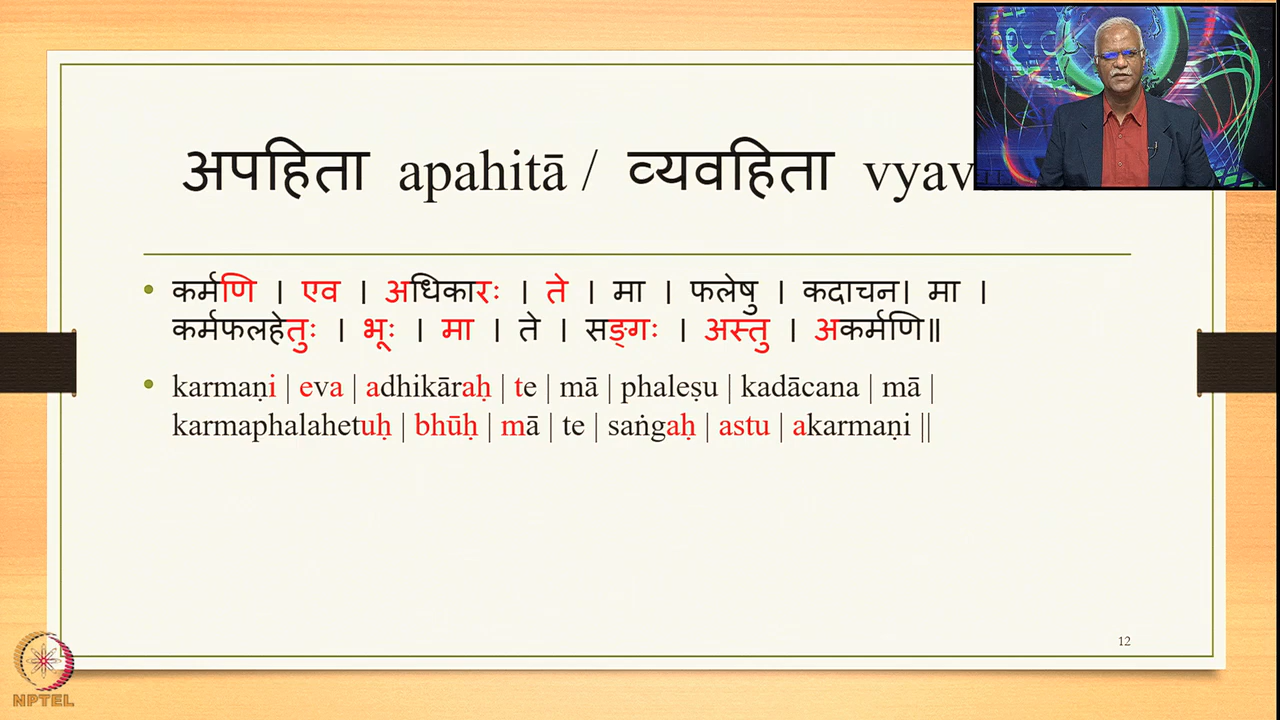 अपहिता apahitā / व्यवहिता vyav
• कर्मणि । एव । अधिकारः । ते । मा । फलेषु । कदाचन। मा ।
कर्मफलहेतुः । भूः । मा । ते । सङ्गः । अस्तु । अकर्मणि॥
• karmaṇi | eva | adhikāraḥ | te | mā | phaleṣu | kadācana | mā |
karmaphalahetuḥ | bhūḥ | mā | te | saṅgaḥ | astu | akarmaṇi ||
12
NPTEL